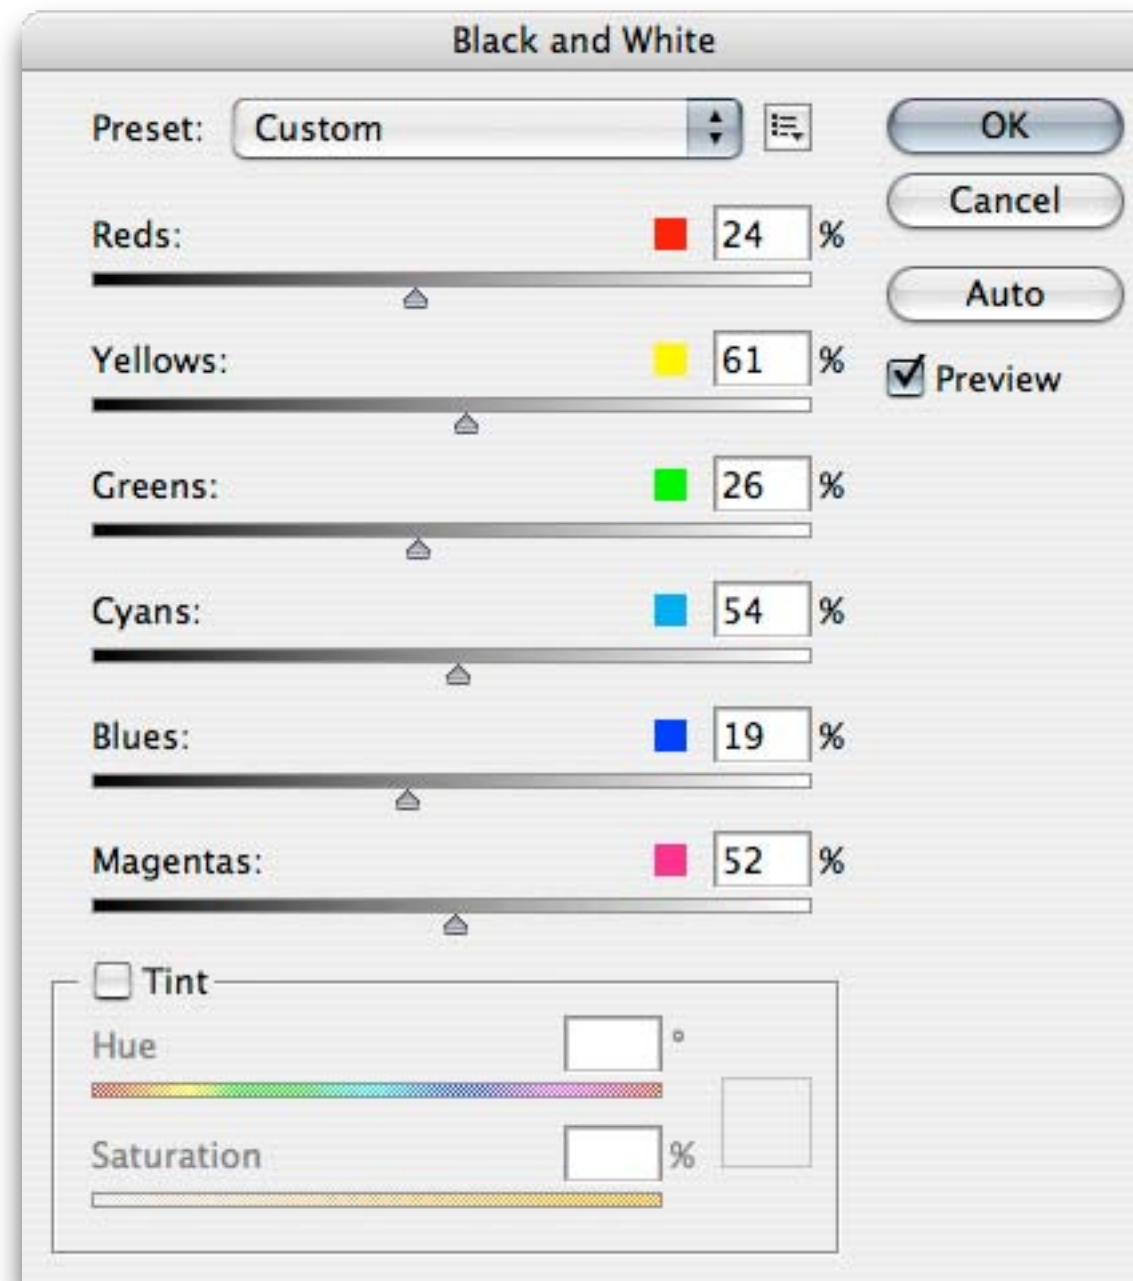 Black and White
Preset: Custom
OK
Cancel
Auto
Preview
Reds: 24 %
Yellows: 61 %
Greens: 26 %
Cyans: 54 %
Blues: 19 %
Magentas: 52 %
Tint
Hue °
Saturation %